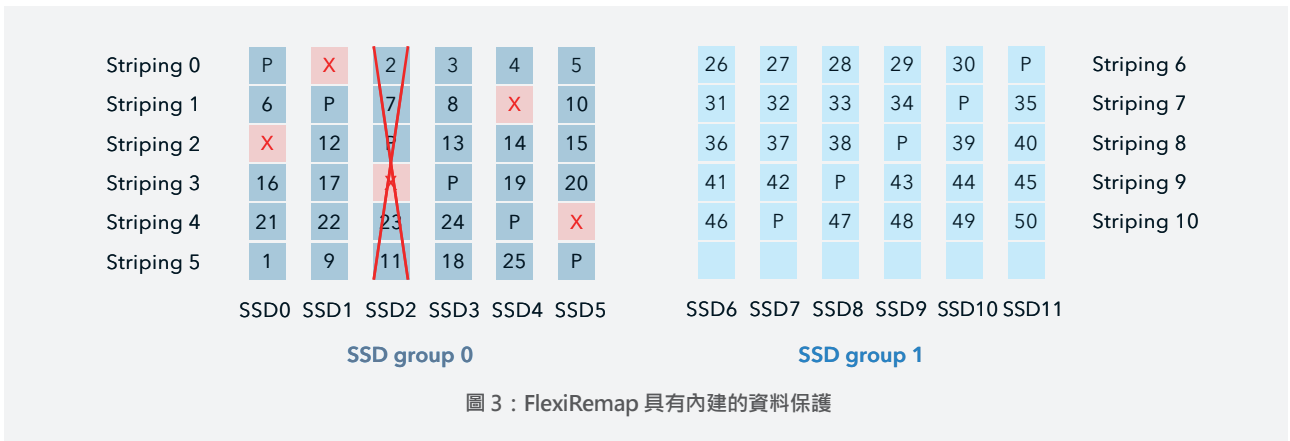 Striping 0 P X 2 3 4 5 26 27 28 29 30 P Striping 6
Striping 1 6 P 7 8 X 10 31 32 33 34 P 35 Striping 7
Striping 2 X 12 P 13 14 15 36 37 38 P 39 40 Striping 8
Striping 3 16 17 X P 19 20 41 42 P 43 44 45 Striping 9
Striping 4 21 22 23 24 P X 46 P 47 48 49 50 Striping 10
Striping 5 1 9 11 18 25 P
SSD0 SSD1 SSD2 SSD3 SSD4 SSD5 SSD6 SSD7 SSD8 SSD9 SSD10 SSD11
SSD group 0 SSD group 1
圖 3：FlexiRemap 具有內建的資料保護